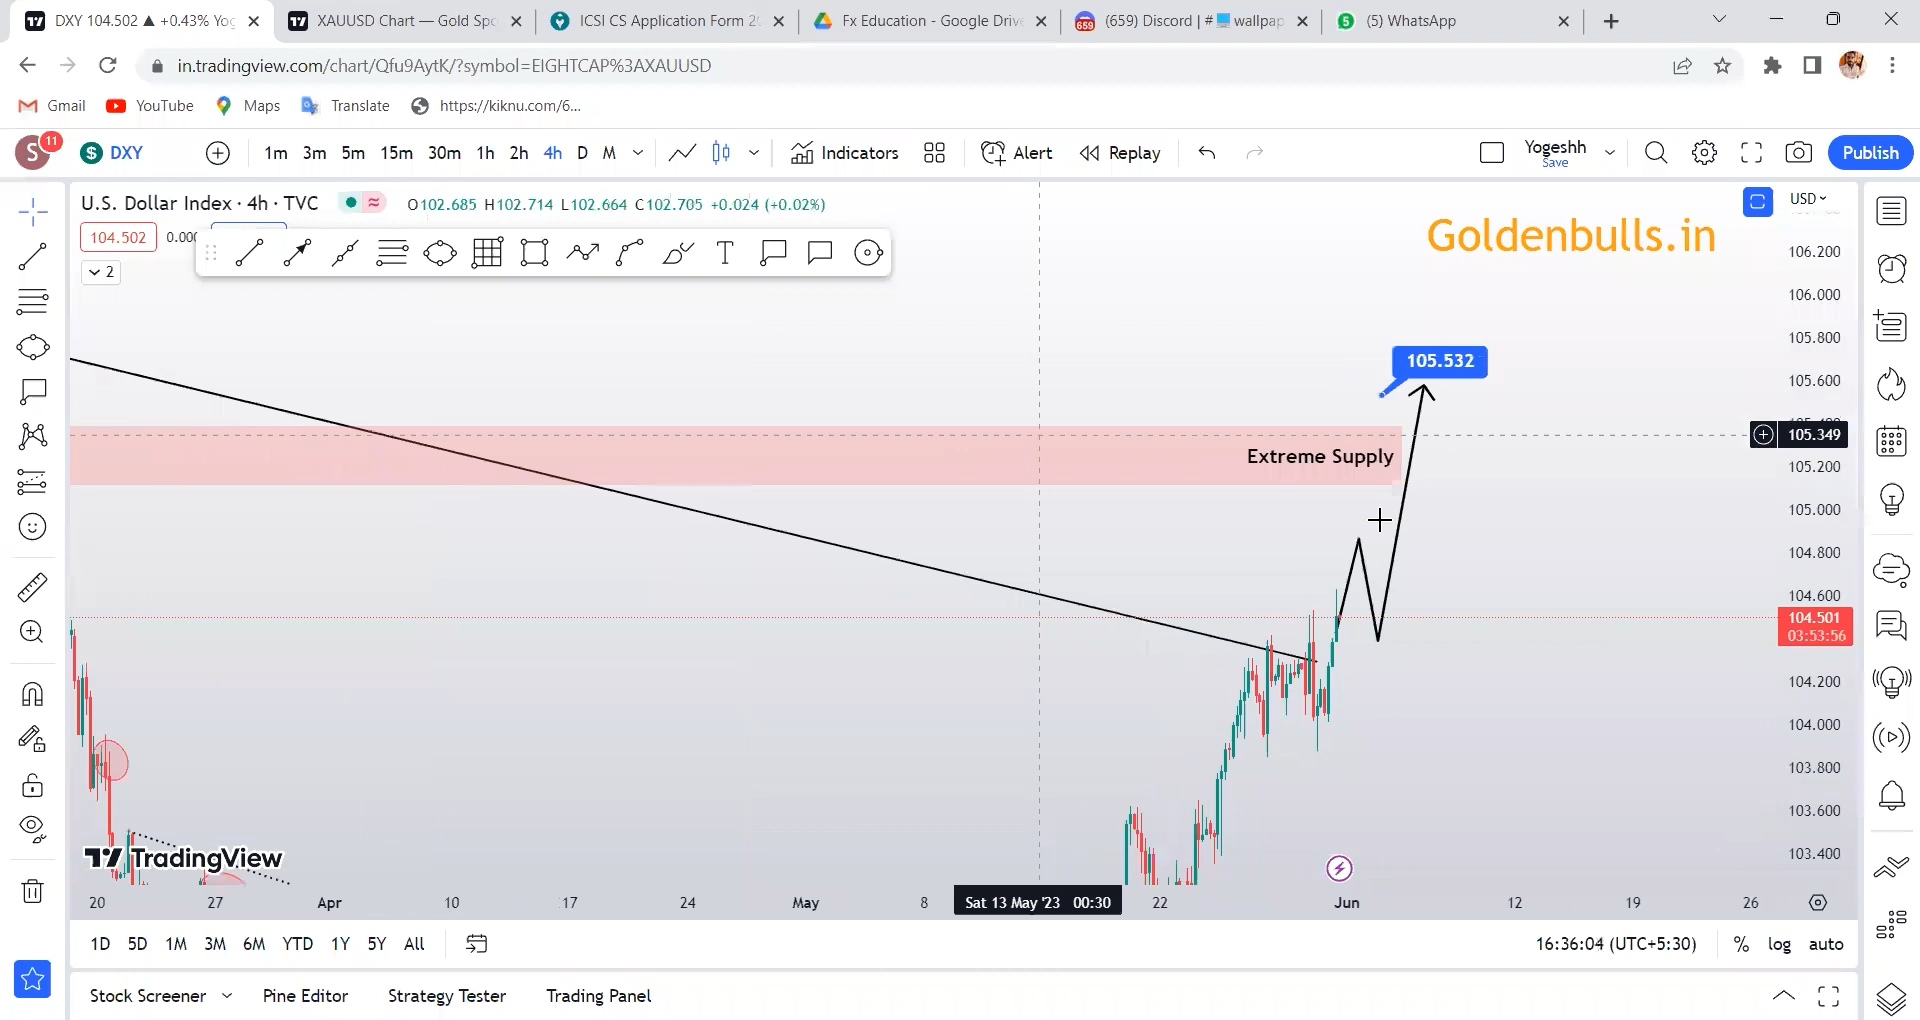 DXY 104.502 ▲ +0.43% Yog
XAUUSD Chart — Gold Spo
ICSI CS Application Form 20
Fx Education - Google Drive
(659) Discord | # wallpap
(5) WhatsApp
in.tradingview.com/chart/Qfu9AytK/?symbol=EIGHTCAP%3AXAUUSD
Gmail YouTube Maps Translate https://kiknu.com/6...
S 11 $ DXY 1m 3m 5m 15m 30m 1h 2h 4h D M Indicators Alert Replay Yogeshh Save Publish
U.S. Dollar Index · 4h · TVC O102.685 H102.714 L102.664 C102.705 +0.024 (+0.02%)
USD
104.502 0.000
2
Goldenbulls.in
106.200
106.000
105.800
105.532
105.600
105.349
Extreme Supply
105.200
105.000
104.800
104.600
104.501
03:53:56
104.200
104.000
103.800
103.600
103.400
TradingView
20 27 Apr 10 17 24 May 8 Sat 13 May '23 00:30 22 Jun 12 19 26
1D 5D 1M 3M 6M YTD 1Y 5Y All 16:36:04 (UTC+5:30) % log auto
Stock Screener Pine Editor Strategy Tester Trading Panel